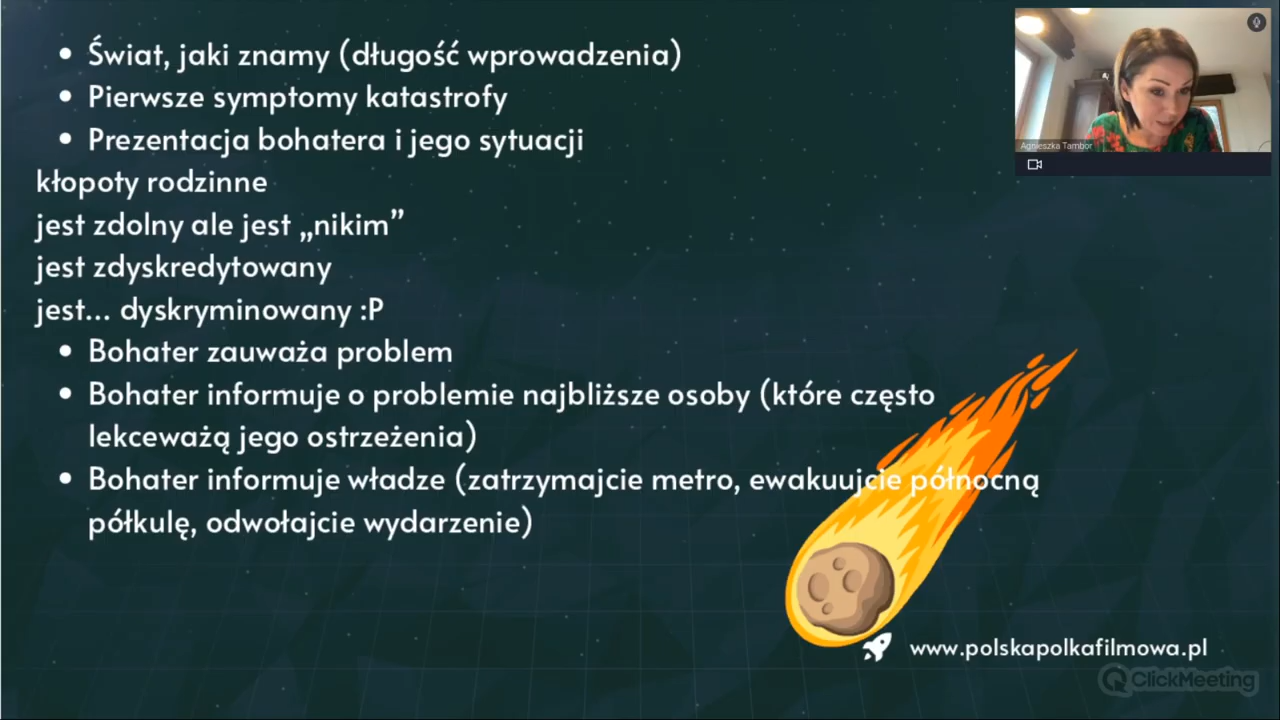 Świat, jaki znamy (długość wprowadzenia)
Pierwsze symptomy katastrofy
Prezentacja bohatera i jego sytuacji
kłopoty rodzinne
jest zdolny ale jest „nikim”
jest zdyskredytowany
jest... dyskryminowany :P
Bohater zauważa problem
Bohater informuje o problemie najbliższe osoby (które często
lekceważą jego ostrzeżenia)
Bohater informuje władze (zatrzymajcie metro, ewakuujcie północną
półkulę, odwołajcie wydarzenie)
Agnieszka Tambor
www.polskapolkafilmowa.pl
ClickMeeting